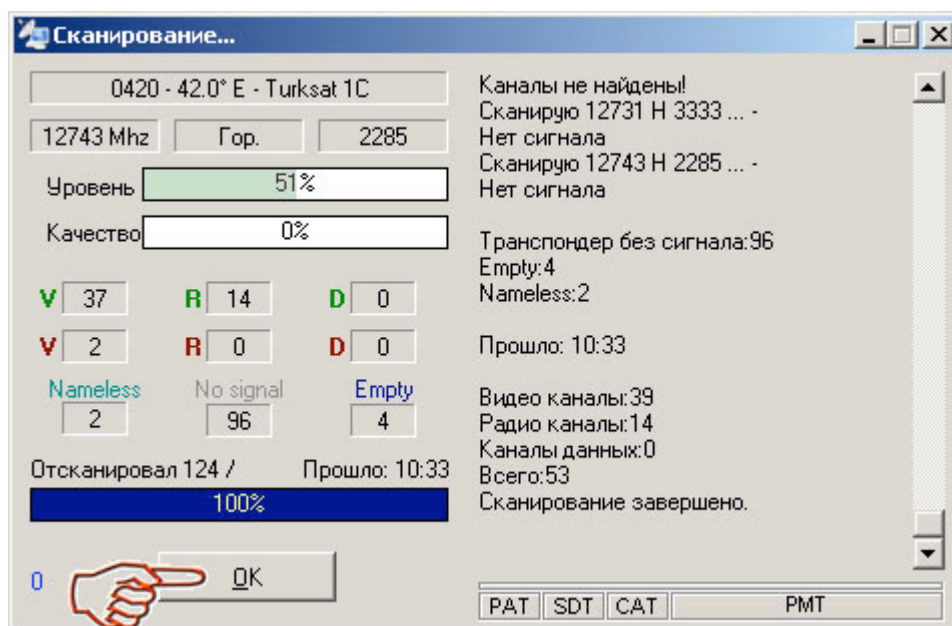 Сканирование...
0420 - 42.0° E - Turksat 1C
12743 Mhz Гор. 2285
Уровень 51%
Качество 0%
V 37 R 14 D 0
V 2 R 0 D 0
Nameless No signal Empty
2 96 4
Отсканировал 124 / Прошло: 10:33
100%
0 OK
Каналы не найдены!
Сканирую 12731 H 3333 ... -
Нет сигнала
Сканирую 12743 H 2285 ... -
Нет сигнала
Транспондер без сигнала:96
Empty:4
Nameless:2
Прошло: 10:33
Видео каналы:39
Радио каналы:14
Каналы данных:0
Всего:53
Сканирование завершено.
PAT SDT CAT PMT